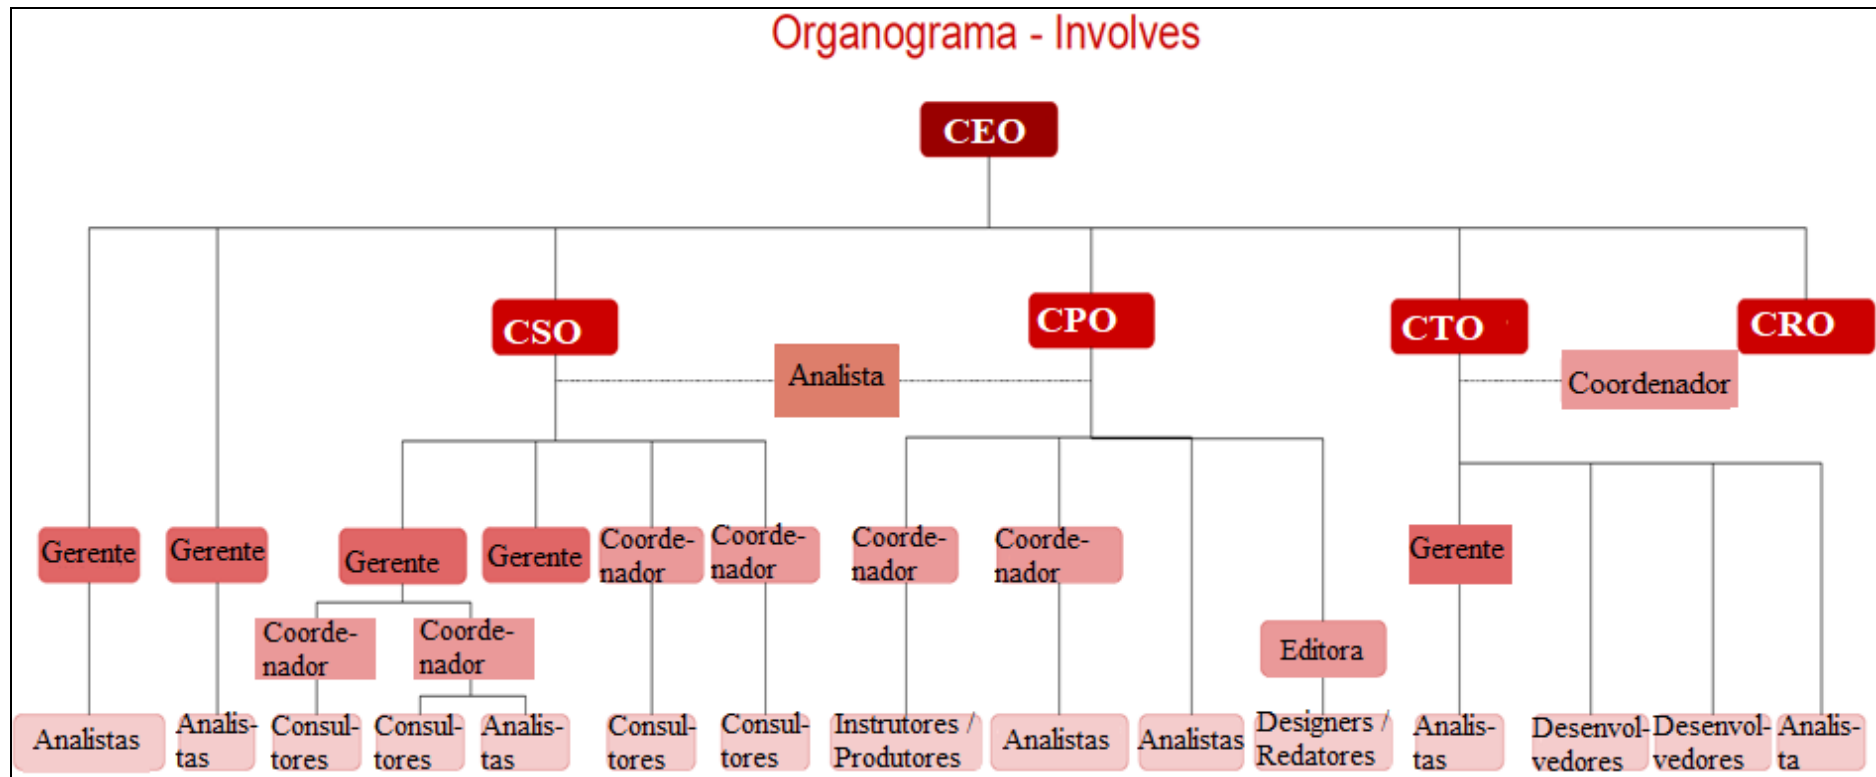 Organograma - Involves
CEO
CSO
CPO
CTO
CRO
Analista
Coordenador
Gerente
Gerente
Gerente
Gerente
Coorde-
nador
Coorde-
nador
Coorde-
nador
Coorde-
nador
Gerente
Coorde-
nador
Coorde-
nador
Editora
Analistas
Analis-
tas
Consul-
tores
Consul-
tores
Analis-
tas
Consul-
tores
Consul-
tores
Instrutores /
Produtores
Analistas
Analistas
Designers /
Redatores
Analis-
tas
Desenvol-
vedores
Desenvol-
vedores
Analis-
ta